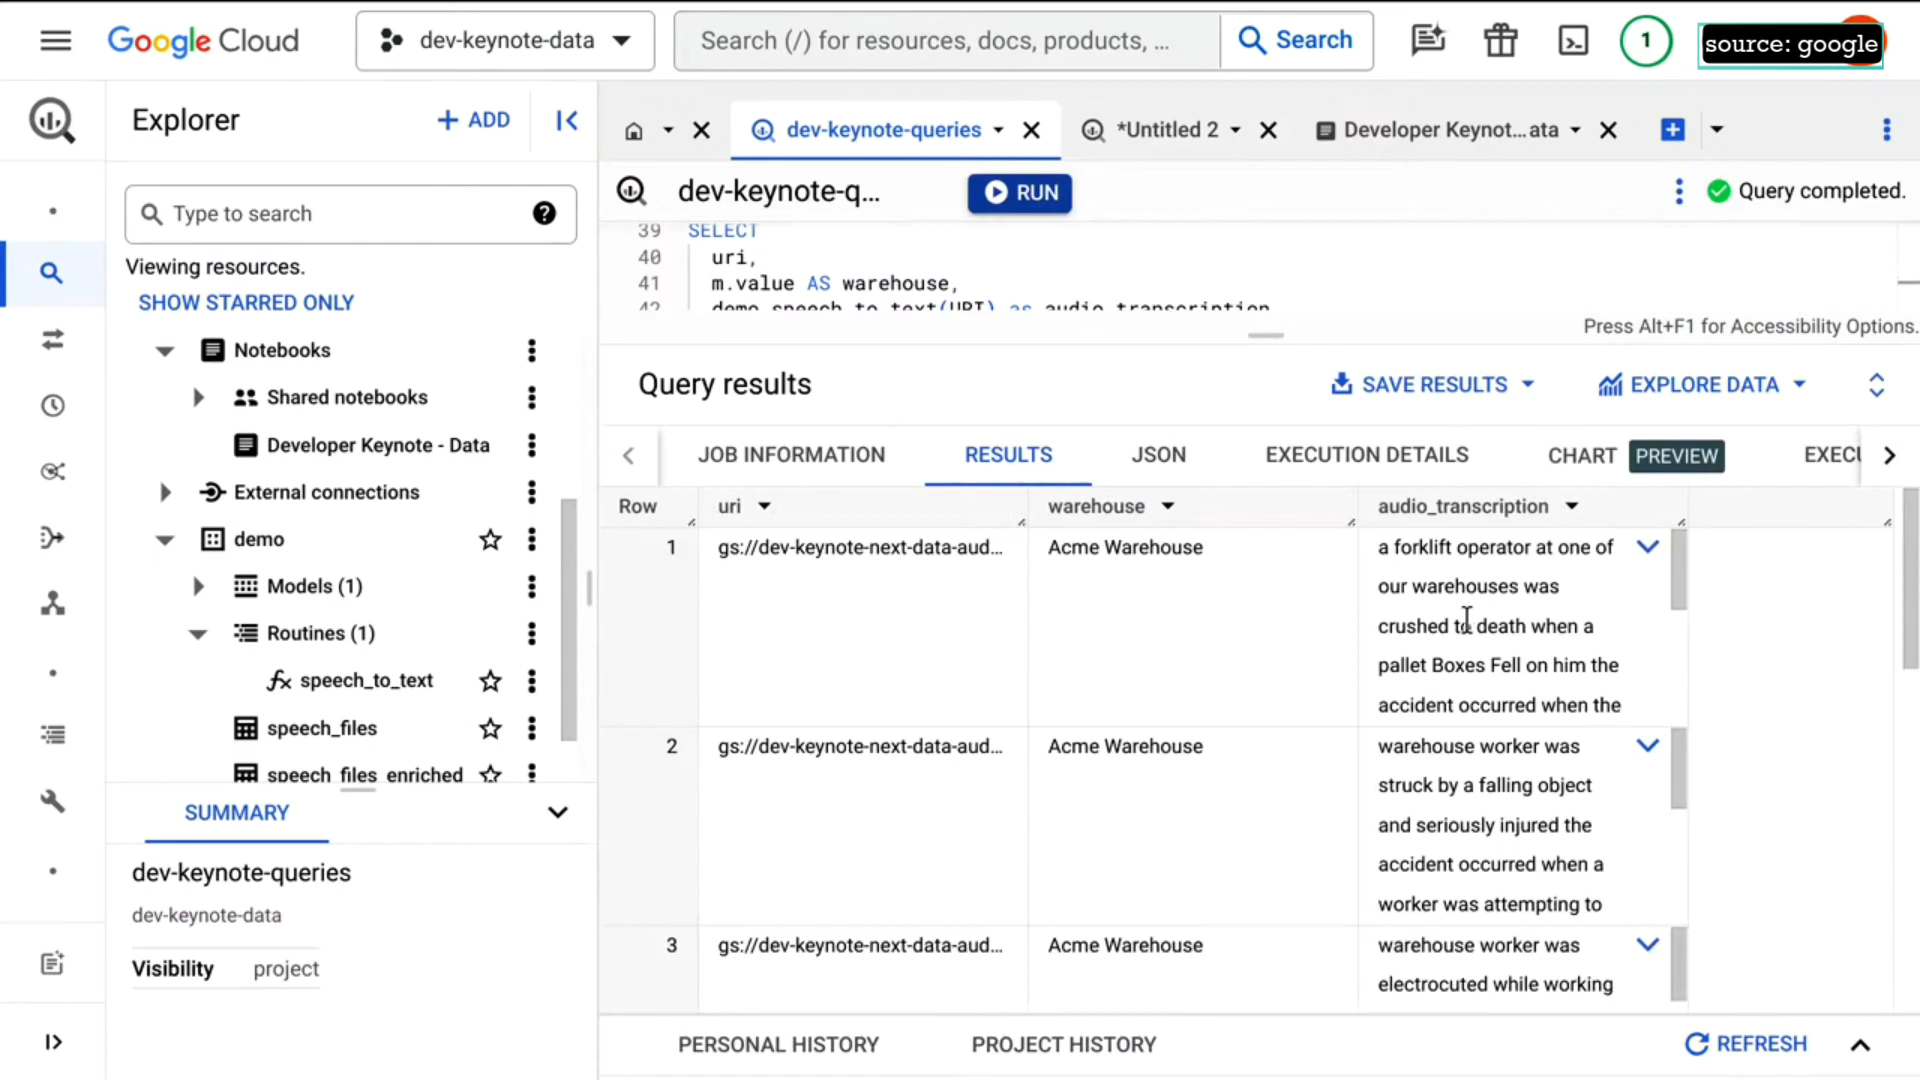 Google Cloud
dev-keynote-data
Search (/) for resources, docs, products, ...
Search
1
source: google
Explorer
+ ADD
dev-keynote-queries
*Untitled 2
Developer Keynot...ata
Type to search
dev-keynote-q...
RUN
Query completed.
Viewing resources.
SHOW STARRED ONLY
39 SELECT
40 uri,
41 m.value AS warehouse,
42 demo.speech_to_text(URI) as audio_transcription
Press Alt+F1 for Accessibility Options.
Notebooks
Shared notebooks
Developer Keynote - Data
External connections
demo
Models (1)
Routines (1)
fx speech_to_text
speech_files
speech_files_enriched
SUMMARY
dev-keynote-queries
dev-keynote-data
Visibility project
Query results
SAVE RESULTS
EXPLORE DATA
JOB INFORMATION
RESULTS
JSON
EXECUTION DETAILS
CHART PREVIEW
EXECU
Row uri warehouse audio_transcription
1 gs://dev-keynote-next-data-aud... Acme Warehouse a forklift operator at one of
our warehouses was
crushed to death when a
pallet Boxes Fell on him the
accident occurred when the
2 gs://dev-keynote-next-data-aud... Acme Warehouse warehouse worker was
struck by a falling object
and seriously injured the
accident occurred when a
worker was attempting to
3 gs://dev-keynote-next-data-aud... Acme Warehouse warehouse worker was
electrocuted while working
PERSONAL HISTORY
PROJECT HISTORY
REFRESH